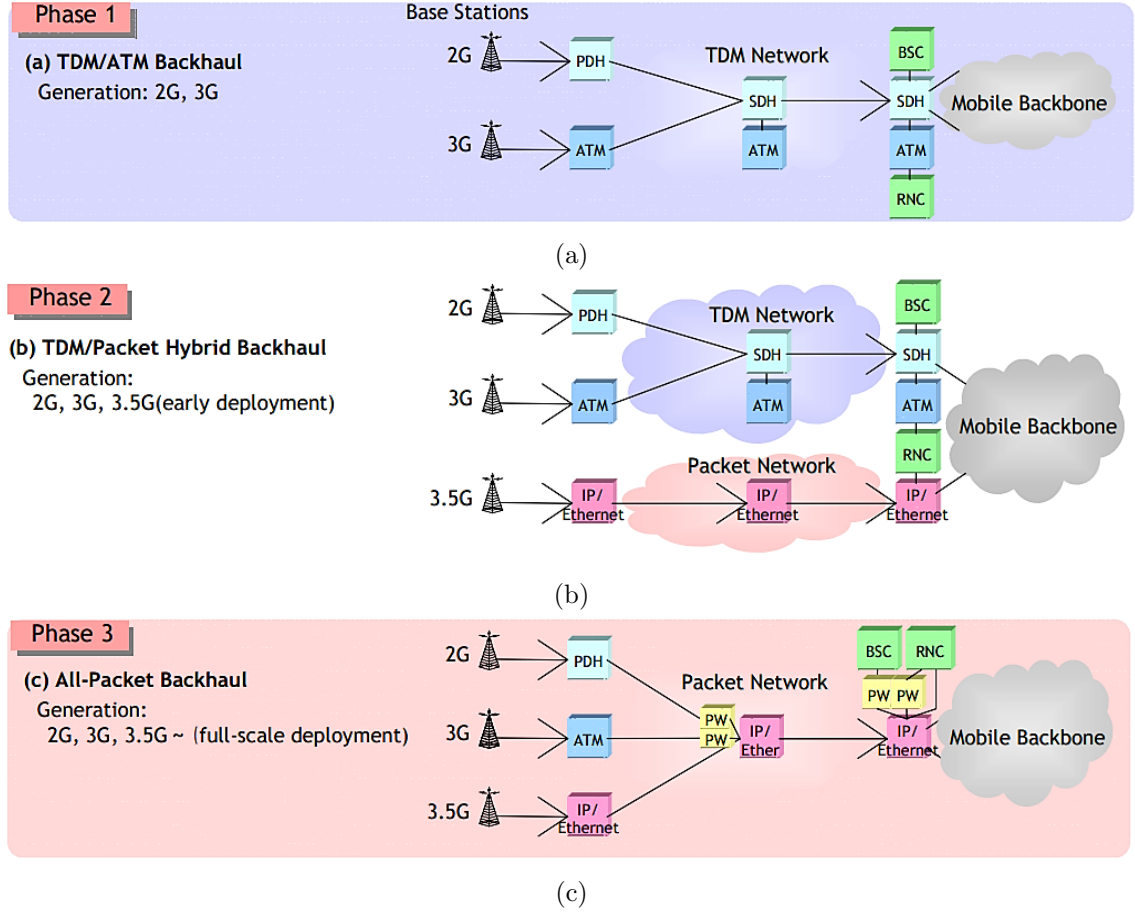 Phase 1
Base Stations
(a) TDM/ATM Backhaul
Generation: 2G, 3G
2G
PDH
TDM Network
BSC
SDH
SDH
Mobile Backbone
3G
ATM
ATM
ATM
RNC
(a)
Phase 2
(b) TDM/Packet Hybrid Backhaul
Generation:
2G, 3G, 3.5G(early deployment)
2G
PDH
TDM Network
BSC
SDH
SDH
3G
ATM
ATM
ATM
Mobile Backbone
RNC
Packet Network
3.5G
IP/
Ethernet
IP/
Ethernet
IP/
Ethernet
(b)
Phase 3
(c) All-Packet Backhaul
Generation:
2G, 3G, 3.5G ~ (full-scale deployment)
2G
PDH
BSC
RNC
Packet Network
PW
PW
PW
PW
3G
ATM
IP/
Ether
IP/
Ethernet
Mobile Backbone
3.5G
IP/
Ethernet
(c)